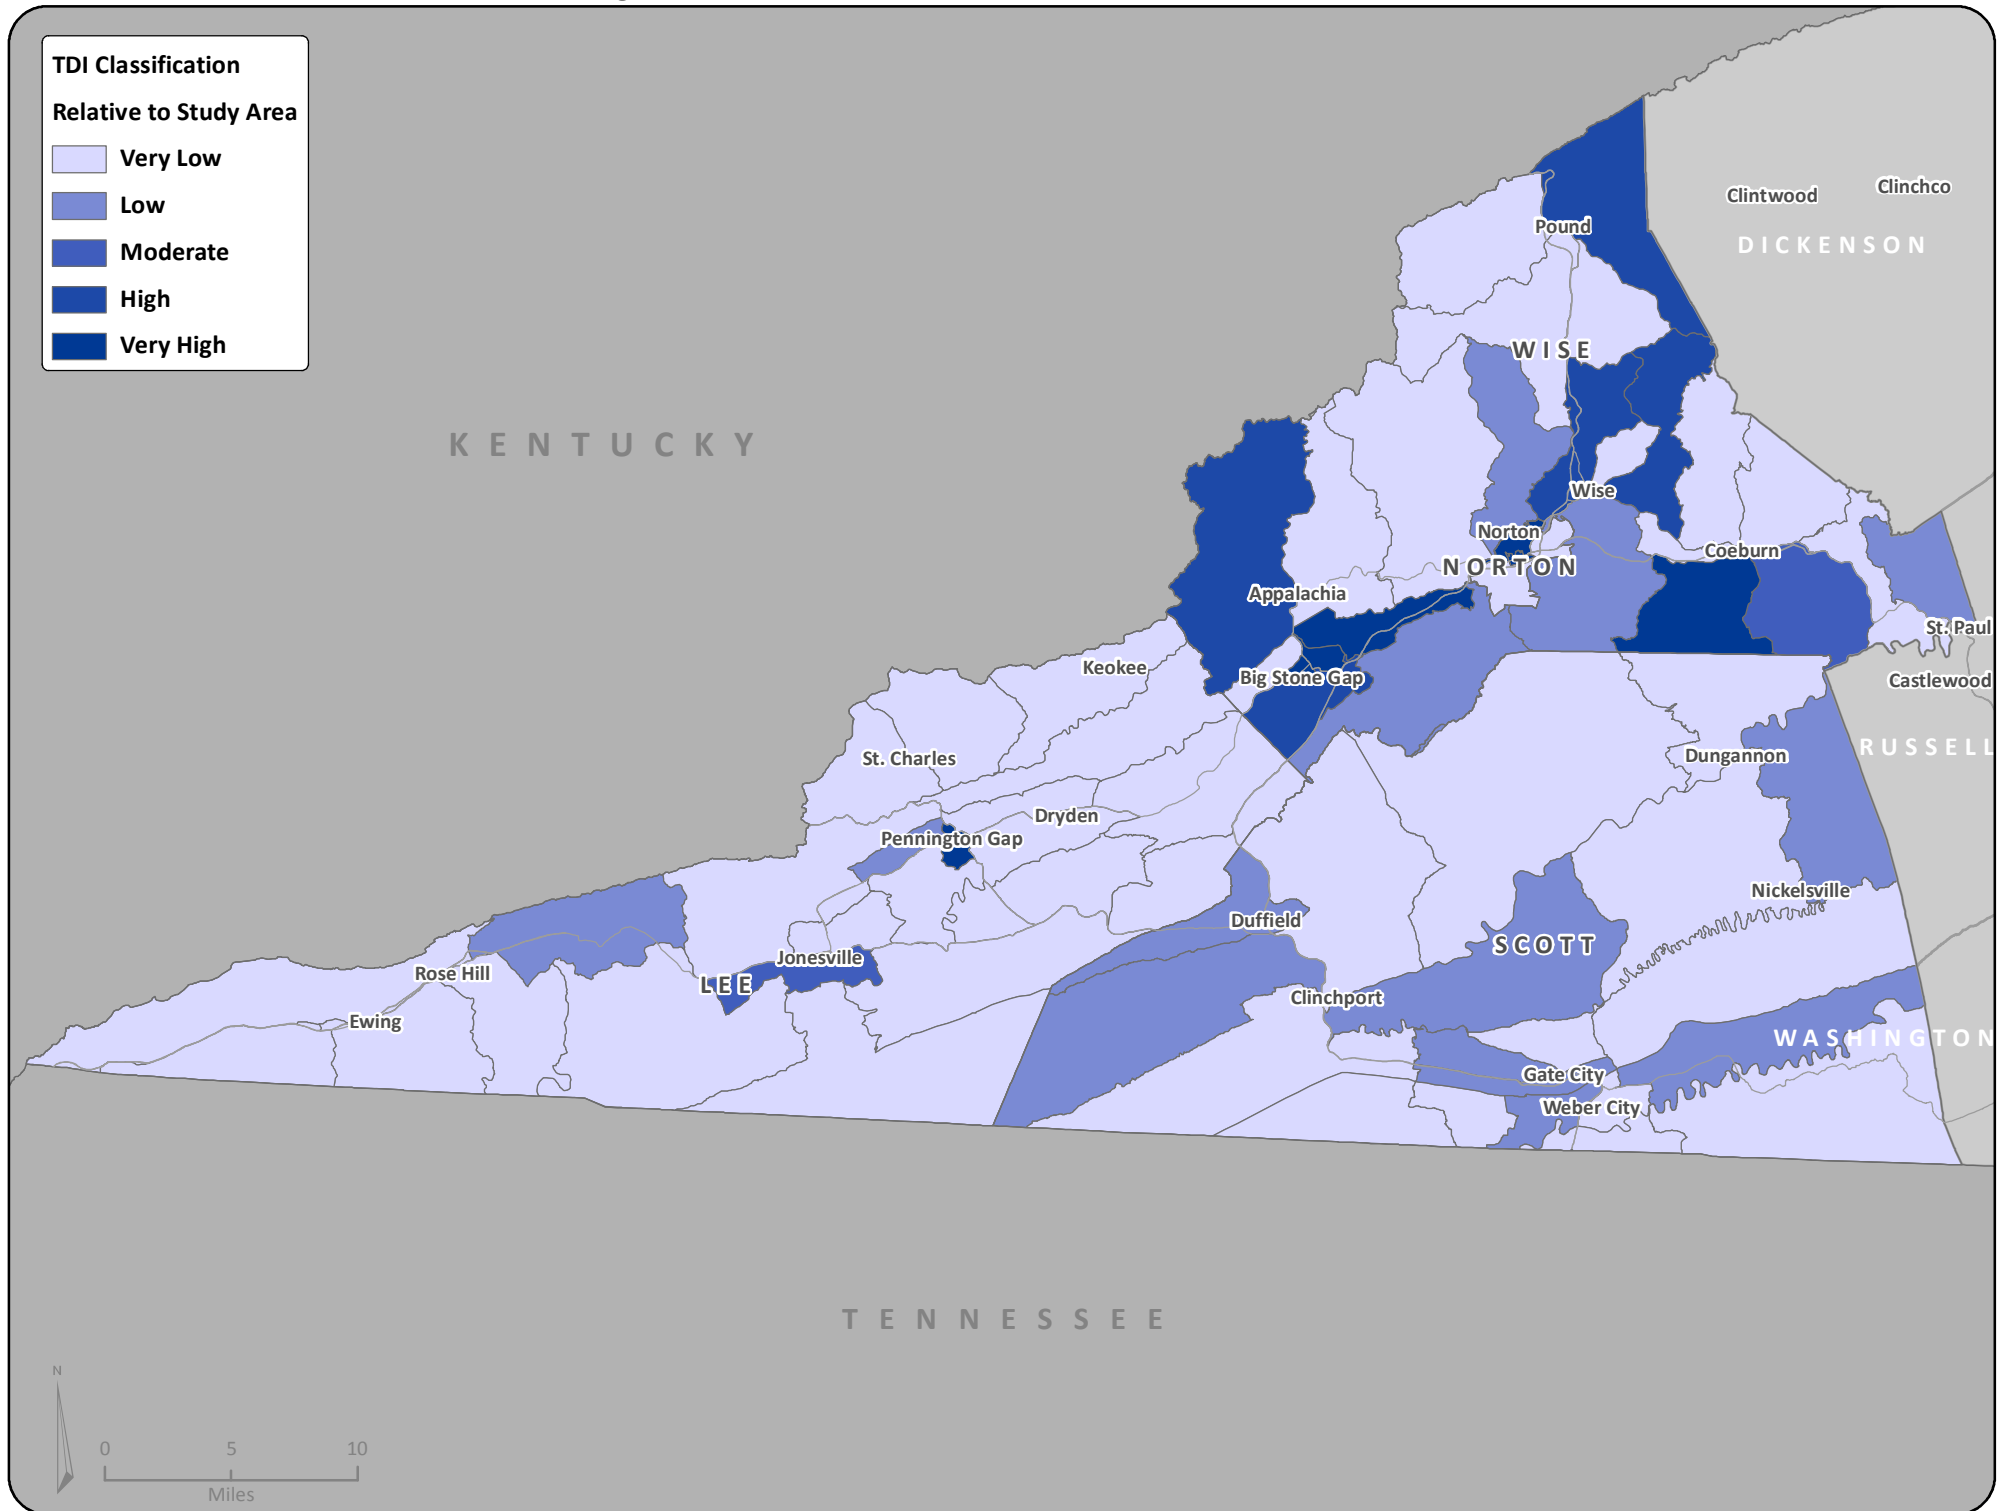 TDI Classification
Relative to Study Area
Very Low
Low
Moderate
High
Very High
Clinchco
Clintwood
DICKENSON
Pound
WISE
KENTUCKY
Wise
Norton
Coeburn
NORTON
Appalachia
St. Paul
Keokee
Big Stone Gap
Castlewood
RUSSELL
Dungannon
St. Charles
Dryden
Pennington Gap
Nickelsville
Duffield
SCOTT
Jonesville
Rose Hill
LEE
Clinchport
Ewing
WASHINGTON
Gate City
Weber City
TENNESSEE
N
0 5 10
Miles